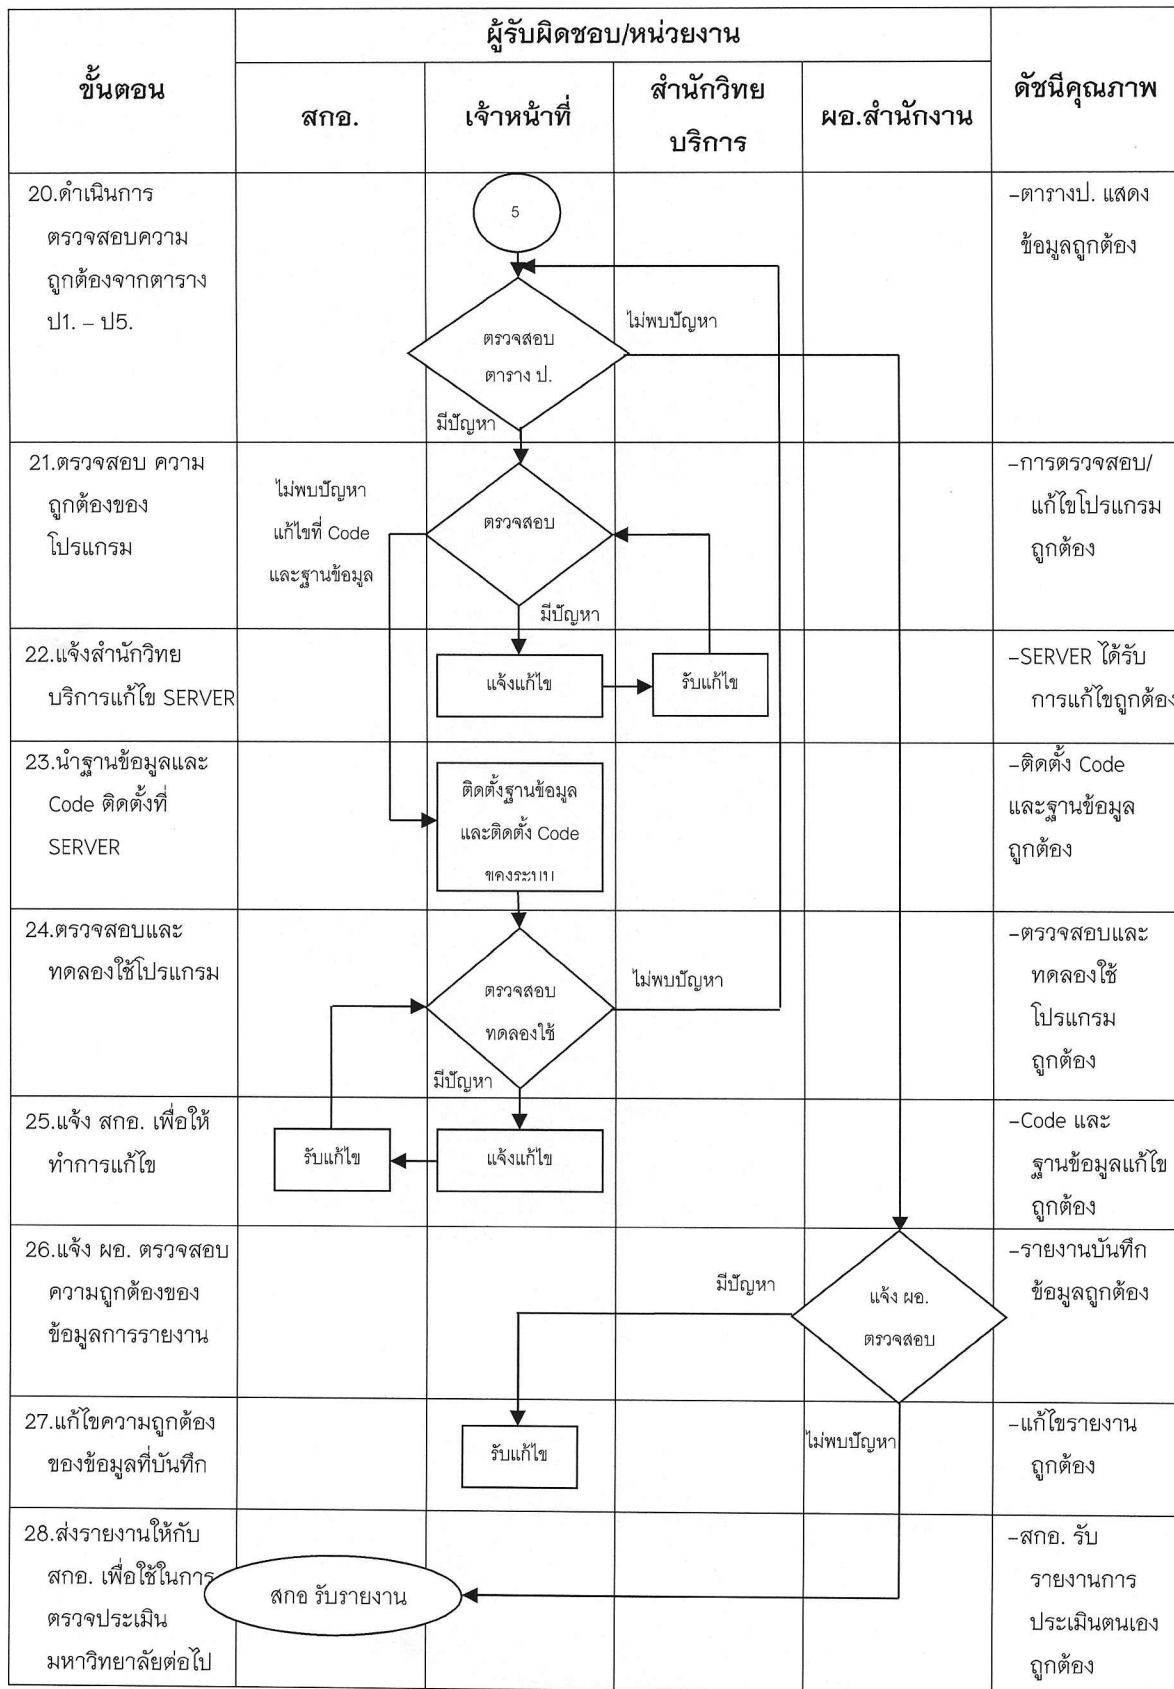 ขั้นตอน
ผู้รับผิดชอบ/หน่วยงาน
ดัชนีคุณภาพ
สกอ.
เจ้าหน้าที่
สำนักวิทย
บริการ
ผอ.สำนักงาน
20.ดำเนินการ
ตรวจสอบความ
ถูกต้องจากตาราง
ป1. – ป5.
5
ตรวจสอบ
ตาราง ป.
ไม่พบปัญหา
มีปัญหา
-ตารางป. แสดง
ข้อมูลถูกต้อง
21.ตรวจสอบ ความ
ถูกต้องของ
โปรแกรม
ไม่พบปัญหา
แก้ไขที่ Code
และฐานข้อมูล
ตรวจสอบ
มีปัญหา
-การตรวจสอบ/
แก้ไขโปรแกรม
ถูกต้อง
22.แจ้งสำนักวิทย
บริการแก้ไข SERVER
แจ้งแก้ไข
รับแก้ไข
-SERVER ได้รับ
การแก้ไขถูกต้อง
23.นำฐานข้อมูลและ
Code ติดตั้งที่
SERVER
ติดตั้งฐานข้อมูล
และติดตั้ง Code
ของระบบ
-ติดตั้ง Code
และฐานข้อมูล
ถูกต้อง
24.ตรวจสอบและ
ทดลองใช้โปรแกรม
ตรวจสอบ
ทดลองใช้
ไม่พบปัญหา
มีปัญหา
-ตรวจสอบและ
ทดลองใช้
โปรแกรม
ถูกต้อง
25.แจ้ง สกอ. เพื่อให้
ทำการแก้ไข
รับแก้ไข
แจ้งแก้ไข
-Code และ
ฐานข้อมูลแก้ไข
ถูกต้อง
26.แจ้ง ผอ. ตรวจสอบ
ความถูกต้องของ
ข้อมูลการรายงาน
มีปัญหา
แจ้ง ผอ.
ตรวจสอบ
-รายงานบันทึก
ข้อมูลถูกต้อง
27.แก้ไขความถูกต้อง
ของข้อมูลที่บันทึก
รับแก้ไข
ไม่พบปัญหา
-แก้ไขรายงาน
ถูกต้อง
28.ส่งรายงานให้กับ
สกอ. เพื่อใช้ในการ
ตรวจประเมิน
มหาวิทยาลัยต่อไป
สกอ รับรายงาน
-สกอ. รับ
รายงานการ
ประเมินตนเอง
ถูกต้อง